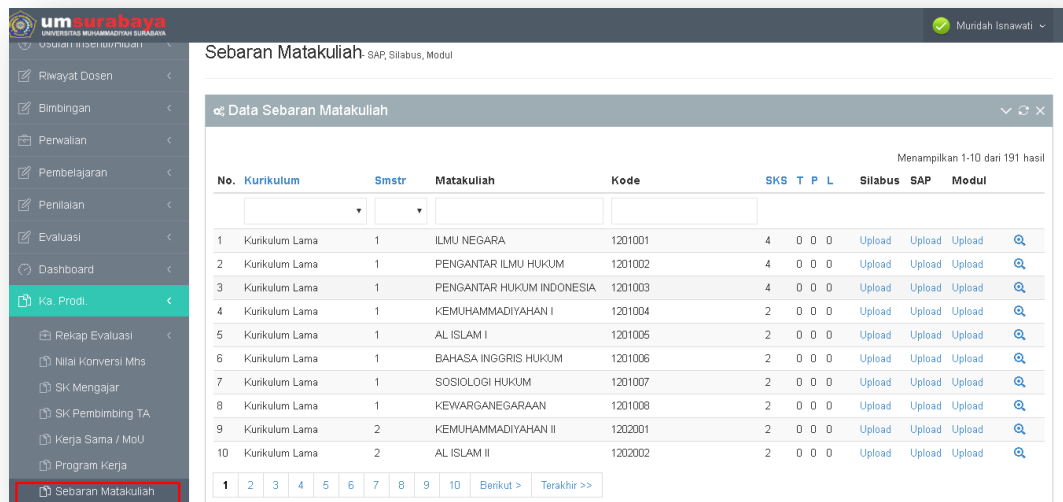 umsurabaya
UNIVERSITAS MUHAMMADIYAH SURABAYA
Muridah Isnawati
Usulan Insentif/Hibah
Riwayat Dosen
Bimbingan
Perwalian
Pembelajaran
Penilaian
Evaluasi
Dashboard
Ka. Prodi.
Rekap Evaluasi
Nilai Konversi Mhs
SK Mengajar
SK Pembimbing TA
Kerja Sama / MoU
Program Kerja
Sebaran Matakuliah
Sebaran Matakuliah- SAP, Silabus, Modul
Data Sebaran Matakuliah
Menampilkan 1-10 dari 191 hasil
No. Kurikulum Smstr Matakuliah Kode SKS T P L Silabus SAP Modul
1 Kurikulum Lama 1 ILMU NEGARA 1201001 4 0 0 0 Upload Upload Upload
2 Kurikulum Lama 1 PENGANTAR ILMU HUKUM 1201002 4 0 0 0 Upload Upload Upload
3 Kurikulum Lama 1 PENGANTAR HUKUM INDONESIA 1201003 4 0 0 0 Upload Upload Upload
4 Kurikulum Lama 1 KEMUHAMMADIYAHAN I 1201004 2 0 0 0 Upload Upload Upload
5 Kurikulum Lama 1 AL ISLAM I 1201005 2 0 0 0 Upload Upload Upload
6 Kurikulum Lama 1 BAHASA INGGRIS HUKUM 1201006 2 0 0 0 Upload Upload Upload
7 Kurikulum Lama 1 SOSIOLOGI HUKUM 1201007 2 0 0 0 Upload Upload Upload
8 Kurikulum Lama 1 KEWARGANEGARAAN 1201008 2 0 0 0 Upload Upload Upload
9 Kurikulum Lama 2 KEMUHAMMADIYAHAN II 1202001 2 0 0 0 Upload Upload Upload
10 Kurikulum Lama 2 AL ISLAM II 1202002 2 0 0 0 Upload Upload Upload
1 2 3 4 5 6 7 8 9 10 Berikut > Terakhir >>